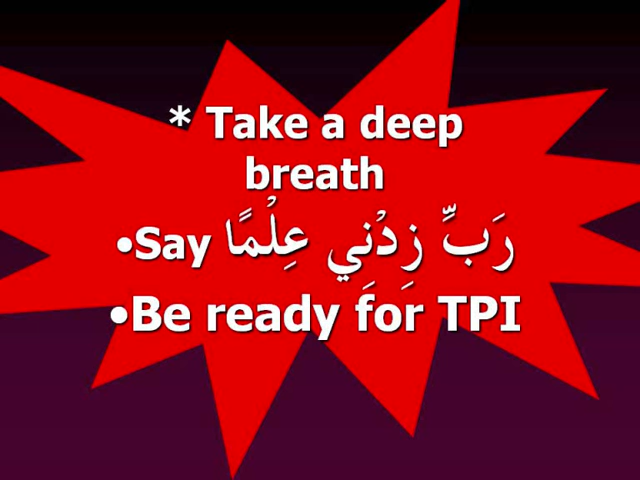 * Take a deep
breath
•Say رَبِّ زِدْنِي عِلْمًا
•Be ready for TPI